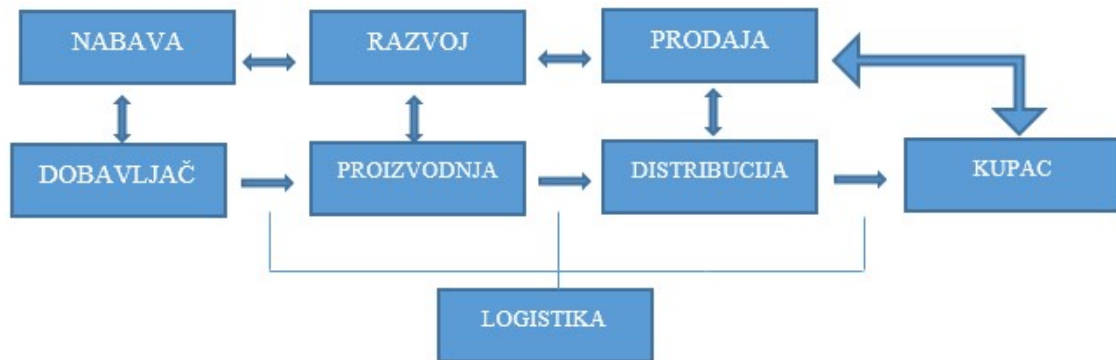 NABAVA
RAZVOJ
PRODAJA
DOBAVLJAČ
PROIZVODNJA
DISTRIBUCIJA
KUPAC
LOGISTIKA